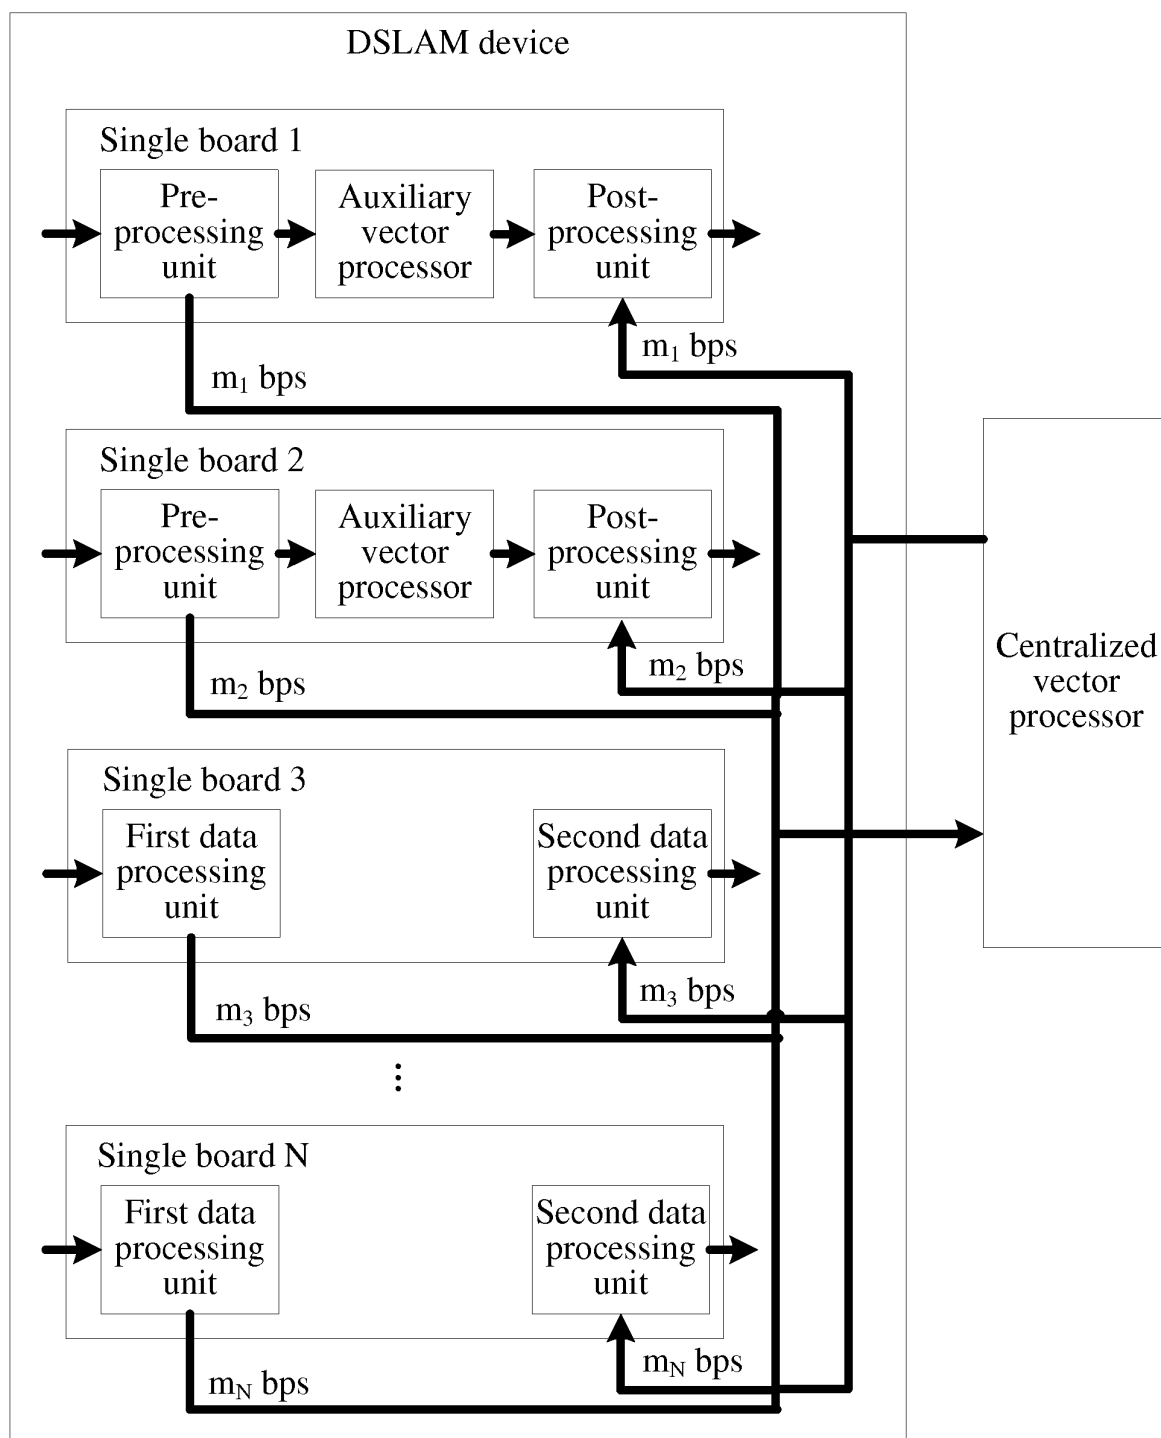 DSLAM device
Single board 1
Pre-
processing
unit
Auxiliary
vector
processor
Post-
processing
unit
m₁ bps
m₁ bps
Single board 2
Pre-
processing
unit
Auxiliary
vector
processor
Post-
processing
unit
m₂ bps
m₂ bps
Centralized
vector
processor
Single board 3
First data
processing
unit
Second data
processing
unit
m₃ bps
m₃ bps
⋮
Single board N
First data
processing
unit
Second data
processing
unit
m_N bps
m_N bps